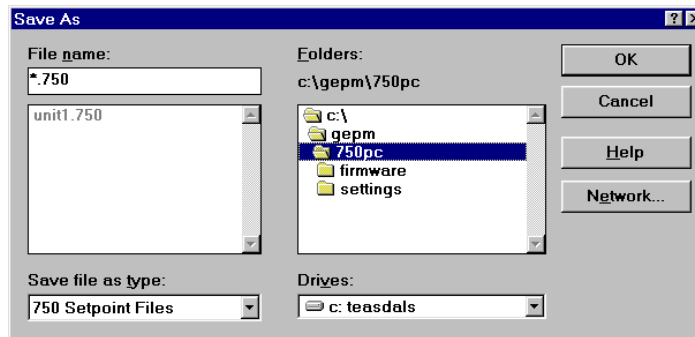 Save As
File name:
*.750
unit1.750
Save file as type:
750 Setpoint Files
Folders:
c:\gepm\750pc
c:\
gepm
750pc
firmware
settings
Drives:
c: teasdals
OK
Cancel
Help
Network...